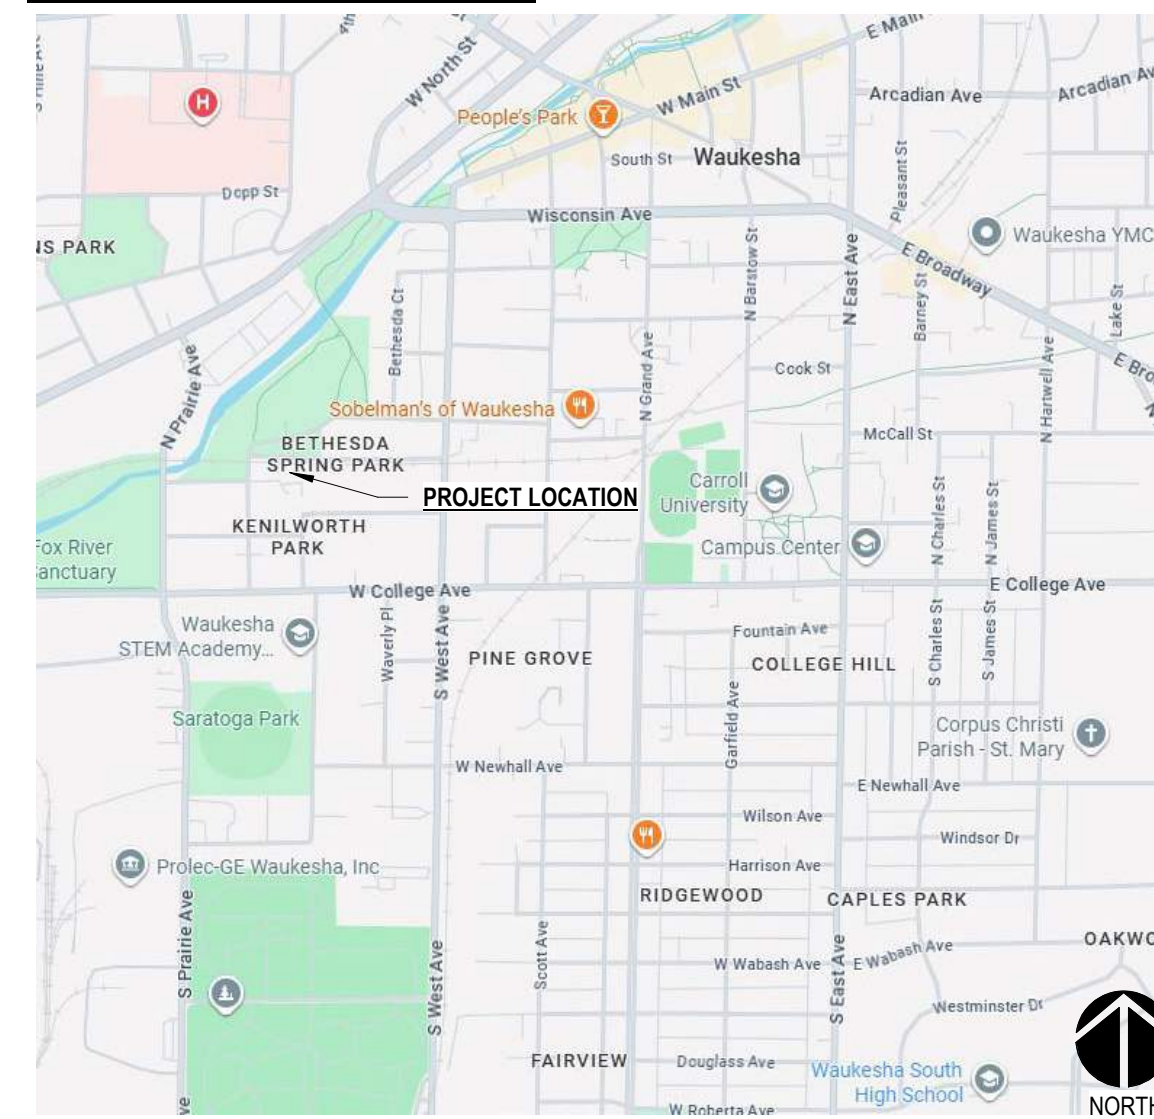 E Main
W North St
W Main St
People's Park
Arcadian Ave
Arcadian Av
South St
Waukesha
Pleasant St
Dopp St
Wisconsin Ave
NS PARK
Waukesha YMC
N Barstow St
N East Ave
E Broadway
Barney St
Lake St
Bethesda Ct
N Prairie Ave
N Grand Ave
Cook St
N Hartwell Ave
E Bro
Sobelman's of Waukesha
McCall St
BETHESDA
SPRING PARK
PROJECT LOCATION
Carroll
University
N Charles St
N James St
KENILWORTH
PARK
Campus Center
Fox River
Sanctuary
W College Ave
E College Ave
Waukesha
STEM Academy...
Waverly Pl
S West Ave
PINE GROVE
Fountain Ave
COLLEGE HILL
S Charles St
S James St
Saratoga Park
Garfield Ave
Corpus Christi
Parish - St. Mary
W Newhall Ave
E Newhall Ave
Wilson Ave
Windsor Dr
Prolec-GE Waukesha, Inc
Harrison Ave
RIDGEWOOD
CAPLES PARK
S Prairie Ave
S West Ave
Scott Ave
W Wabash Ave
S East Ave
E Wabash Ave
OAKWO
Westminster Dr
FAIRVIEW
Douglass Ave
Waukesha South
High School
W Roberta Ave
NORTH